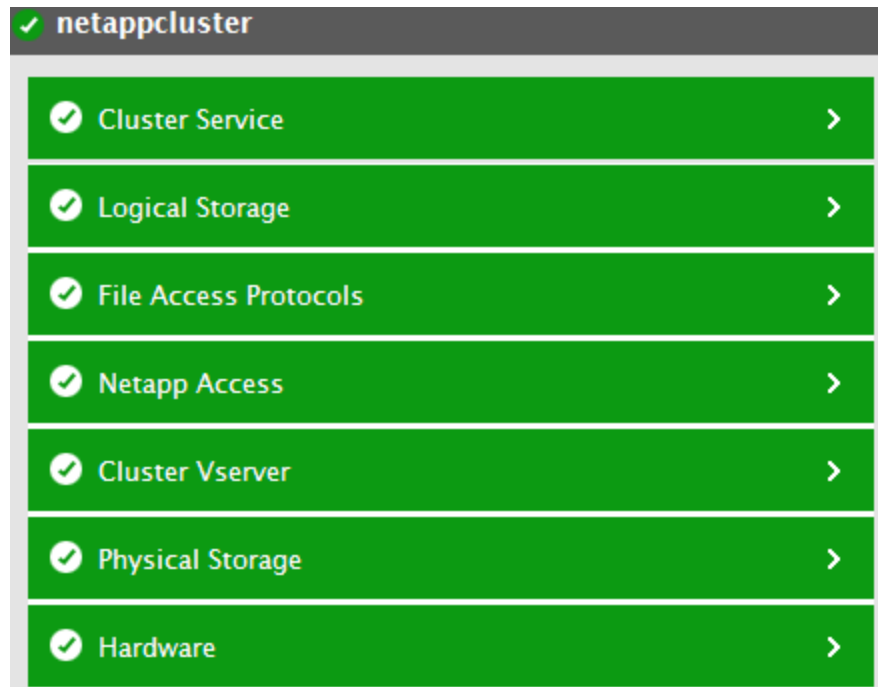 netappcluster
Cluster Service
Logical Storage
File Access Protocols
Netapp Access
Cluster Vserver
Physical Storage
Hardware